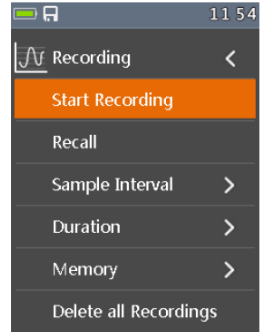 11 54
Recording <
Start Recording
Recall
Sample Interval >
Duration >
Memory >
Delete all Recordings